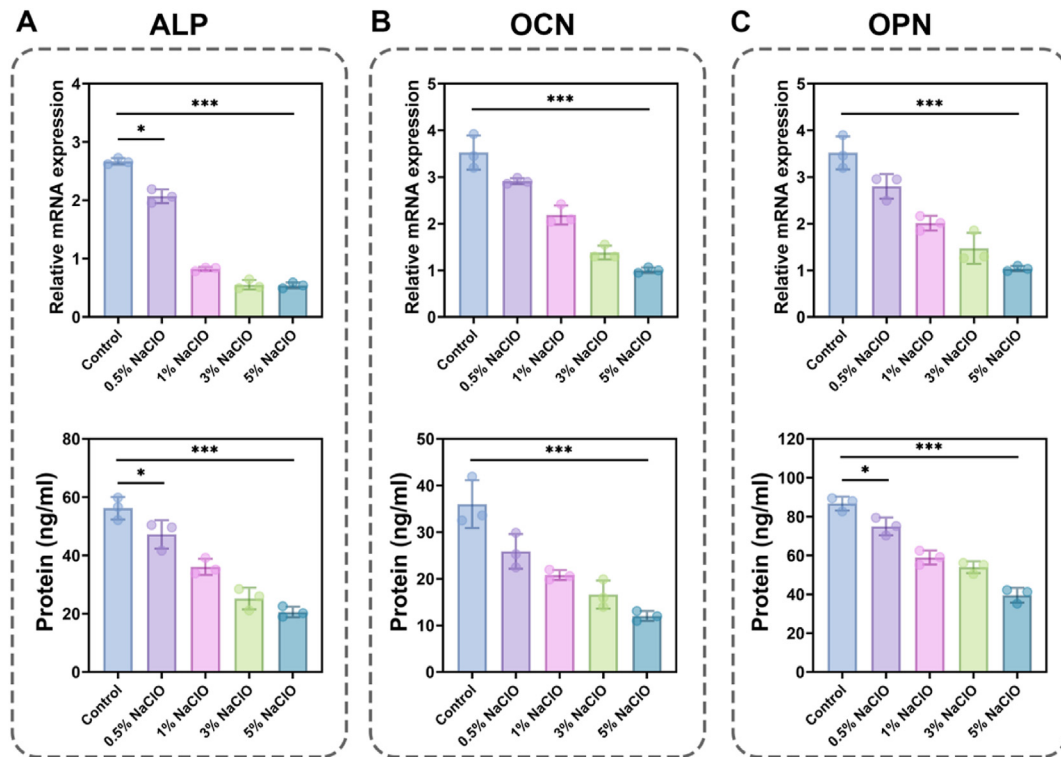 A
ALP
Relative mRNA expression
4
3
2
1
0
***
*
Control
0.5% NaClO
1% NaClO
3% NaClO
5% NaClO
Protein (ng/ml)
80
60
40
20
0
***
*
Control
0.5% NaClO
1% NaClO
3% NaClO
5% NaClO
B
OCN
Relative mRNA expression
5
4
3
2
1
0
***
Control
0.5% NaClO
1% NaClO
3% NaClO
5% NaClO
Protein (ng/ml)
50
40
30
20
10
0
***
Control
0.5% NaClO
1% NaClO
3% NaClO
5% NaClO
C
OPN
Relative mRNA expression
5
4
3
2
1
0
***
Control
0.5% NaClO
1% NaClO
3% NaClO
5% NaClO
Protein (ng/ml)
120
100
80
60
40
20
0
***
*
Control
0.5% NaClO
1% NaClO
3% NaClO
5% NaClO